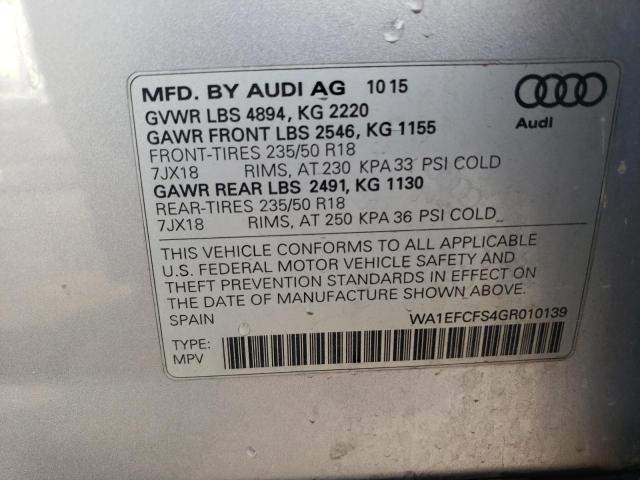 MFD. BY AUDI AG 10 15
GVWR LBS 4894, KG 2220
GAWR FRONT LBS 2546, KG 1155
FRONT-TIRES 235/50 R18
7JX18 RIMS, AT 230 KPA 33 PSI COLD
GAWR REAR LBS 2491, KG 1130
REAR-TIRES 235/50 R18
7JX18 RIMS, AT 250 KPA 36 PSI COLD
Audi
THIS VEHICLE CONFORMS TO ALL APPLICABLE
U.S. FEDERAL MOTOR VEHICLE SAFETY AND
THEFT PREVENTION STANDARDS IN EFFECT ON
THE DATE OF MANUFACTURE SHOWN ABOVE.
SPAIN WA1EFCFS4GR010139
TYPE:
MPV